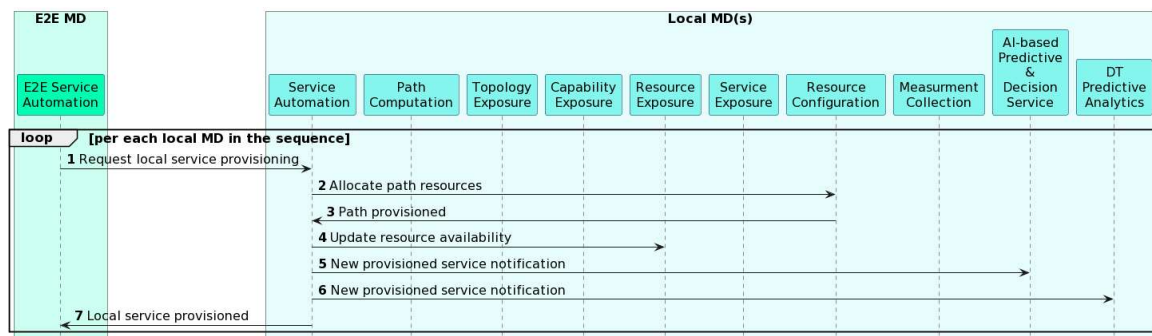 E2E MD
Local MD(s)
E2E Service
Automation
Service
Automation
Path
Computation
Topology
Exposure
Capability
Exposure
Resource
Exposure
Service
Exposure
Resource
Configuration
Measurment
Collection
AI-based
Predictive
&
Decision
Service
DT
Predictive
Analytics
loop [per each local MD in the sequence]
1 Request local service provisioning
2 Allocate path resources
3 Path provisioned
4 Update resource availability
5 New provisioned service notification
6 New provisioned service notification
7 Local service provisioned